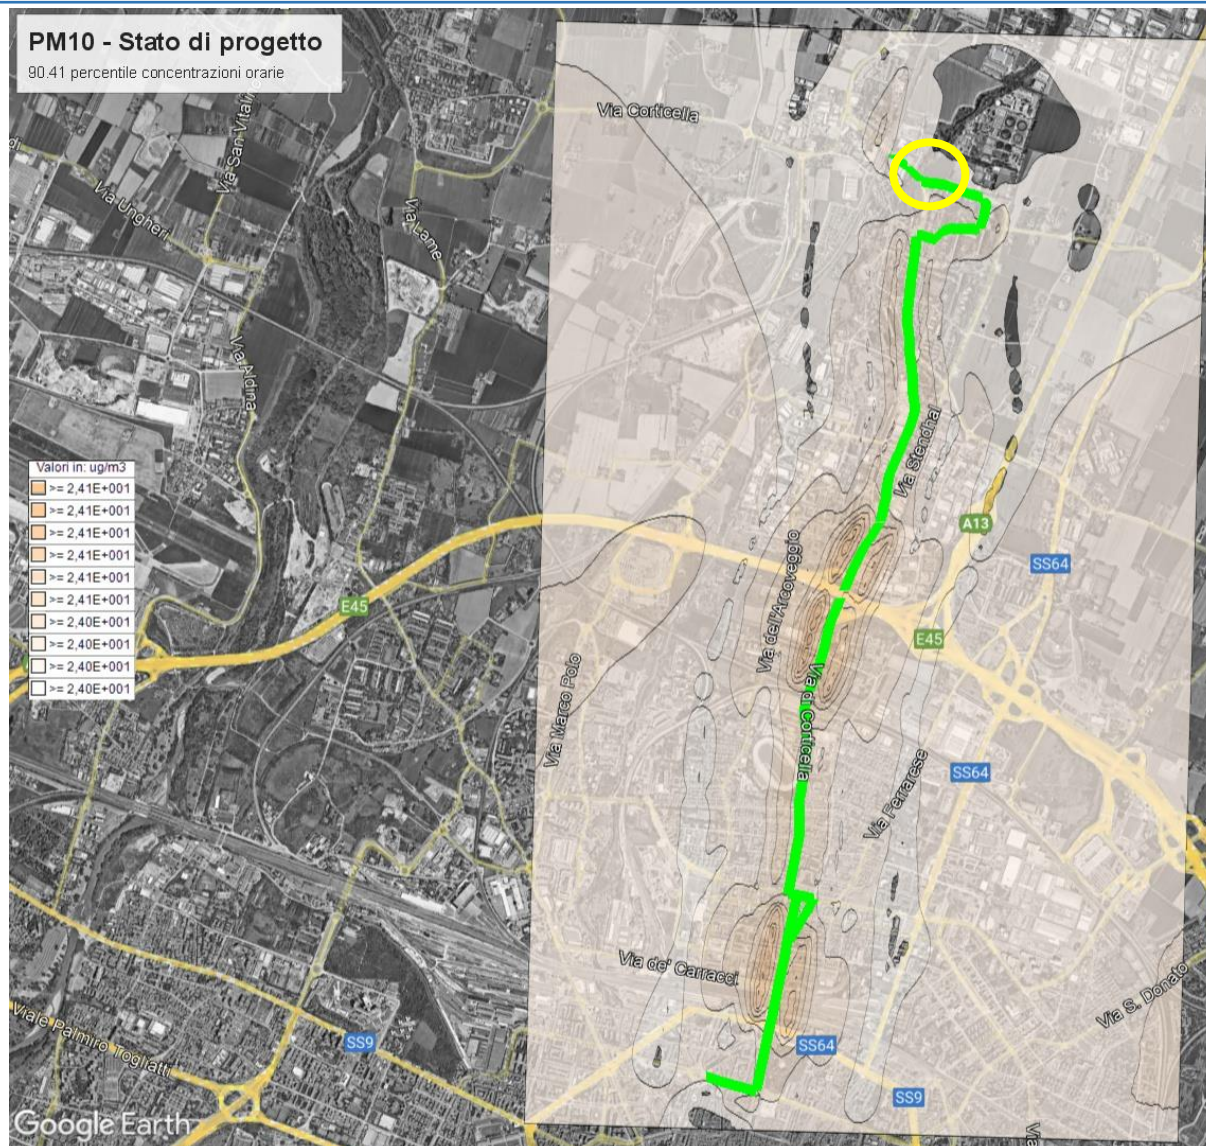 PM10 - Stato di progetto
90.41 percentile concentrazioni orarie
Via San Vitalin
Via Corticella
di
Via Ungheri
Via Lame
Via Aldina
Via Stendhal
Valori in: ug/m3
>= 2,41E+001
>= 2,41E+001
>= 2,41E+001
>= 2,41E+001
>= 2,41E+001
>= 2,41E+001
>= 2,40E+001
>= 2,40E+001
>= 2,40E+001
>= 2,40E+001
A13
SS64
Via dell'Arcoveggio
E45
E45
Via Marco Polo
Via di Corticella
SS64
Via Ferrarese
Via de' Carracci
Via S. Donato
Viale Palmiro Togliatti
SS9
SS64
SS9
Google Earth